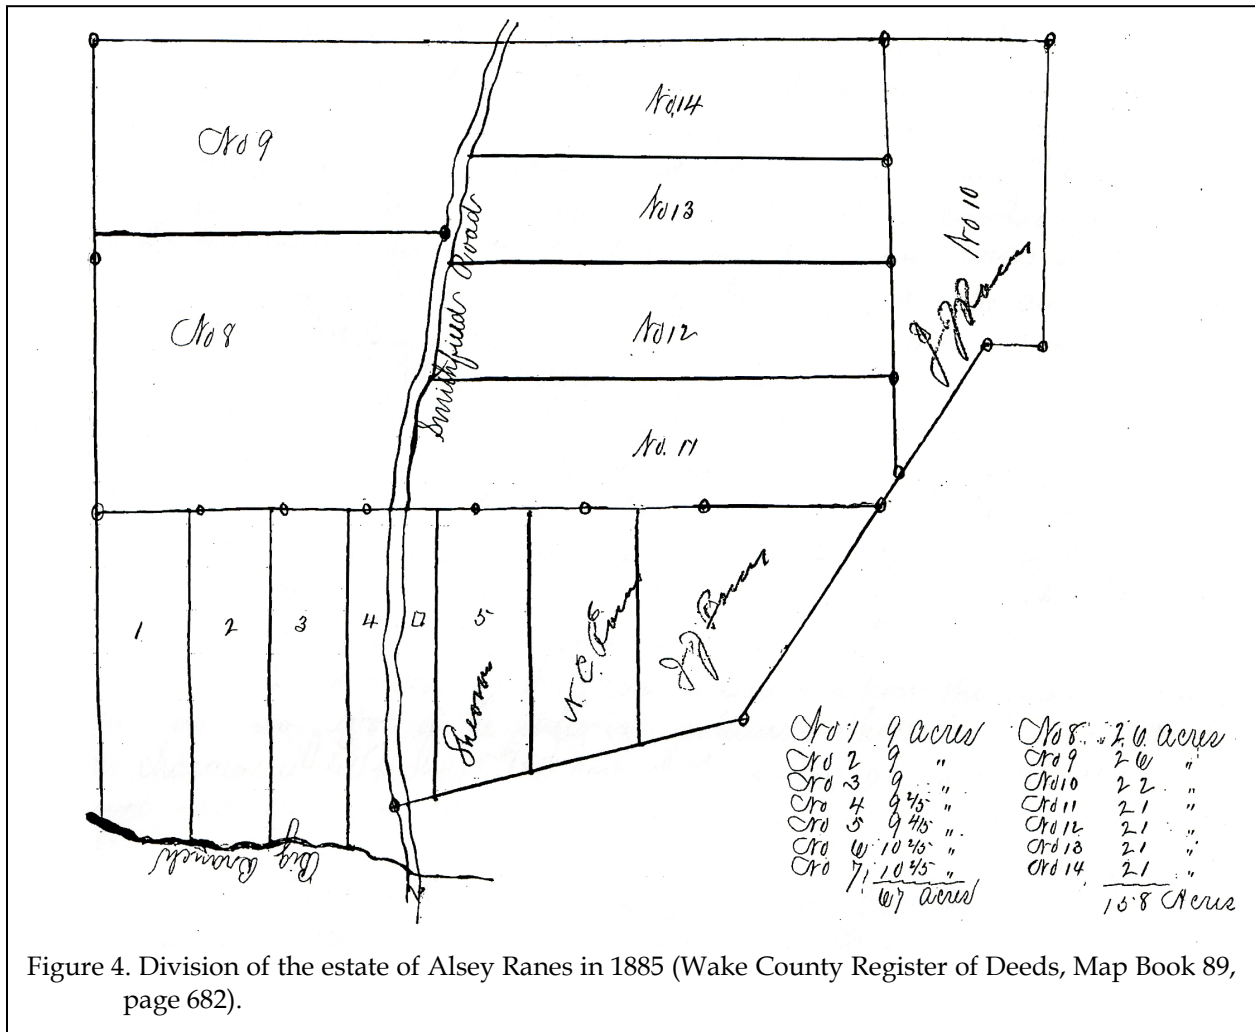 No 9
No 14
No 13
No 10
No 8
No 12
Smithfield Road
No. 11
1
2
3
4
5
6
N. C.
Big Branch
No 1 9 acres
No 2 9 "
No 3 9 "
No 4 9 2/5 "
No 5 9 4/5 "
No 6 10 2/5 "
No 7 10 2/5 "
67 acres
No 8 26 acres
No 9 26 "
No 10 22 "
No 11 21 "
No 12 21 "
No 13 21 "
No 14 21 "
158 Acres
Figure 4. Division of the estate of Alsey Ranes in 1885 (Wake County Register of Deeds, Map Book 89,
page 682).